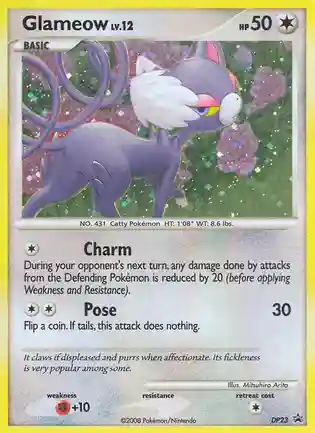 Glameow LV.12 HP 50
BASIC
NO. 431 Catty Pokémon HT: 1'08" WT: 8.6 lbs.
Charm
During your opponent's next turn, any damage done by attacks
from the Defending Pokémon is reduced by 20 (before applying
Weakness and Resistance).
Pose 30
Flip a coin. If tails, this attack does nothing.
It claws if displeased and purrs when affectionate. Its fickleness
is very popular among some.
Illus. Mitsuhiro Arita
weakness resistance retreat cost
+10
©2008 Pokémon/Nintendo DP23